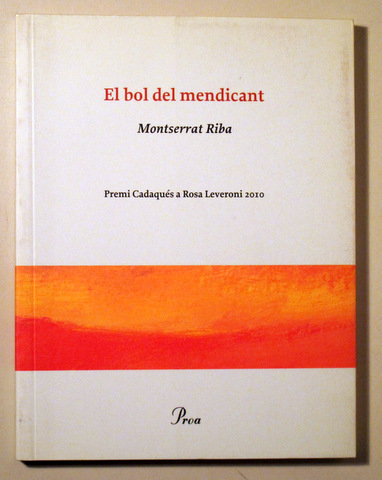 El bol del mendicant
Montserrat Riba
Premi Cadaqués a Rosa Leveroni 2010
Proa